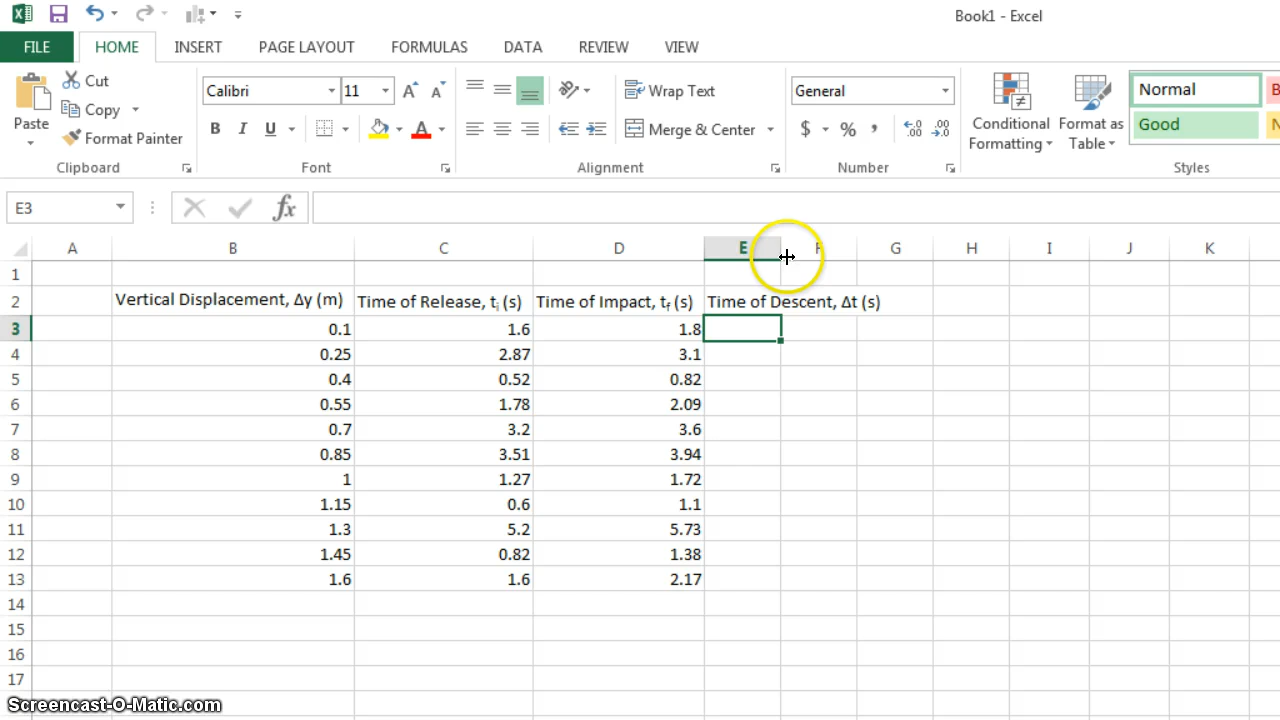 Book1 - Excel
FILE HOME INSERT PAGE LAYOUT FORMULAS DATA REVIEW VIEW
Paste
Cut
Copy
Format Painter
Clipboard
Calibri 11
B I U A
Font
Wrap Text
Merge & Center
Alignment
General
$ % ,
Number
Conditional Formatting
Format as Table
Normal
Good
Styles
E3 fx
A B C D E F G H I J K
1
2 Vertical Displacement, Δy (m) Time of Release, ti (s) Time of Impact, tf (s) Time of Descent, Δt (s)
3 0.1 1.6 1.8
4 0.25 2.87 3.1
5 0.4 0.52 0.82
6 0.55 1.78 2.09
7 0.7 3.2 3.6
8 0.85 3.51 3.94
9 1 1.27 1.72
10 1.15 0.6 1.1
11 1.3 5.2 5.73
12 1.45 0.82 1.38
13 1.6 1.6 2.17
14
15
16
17
Screencast-O-Matic.com